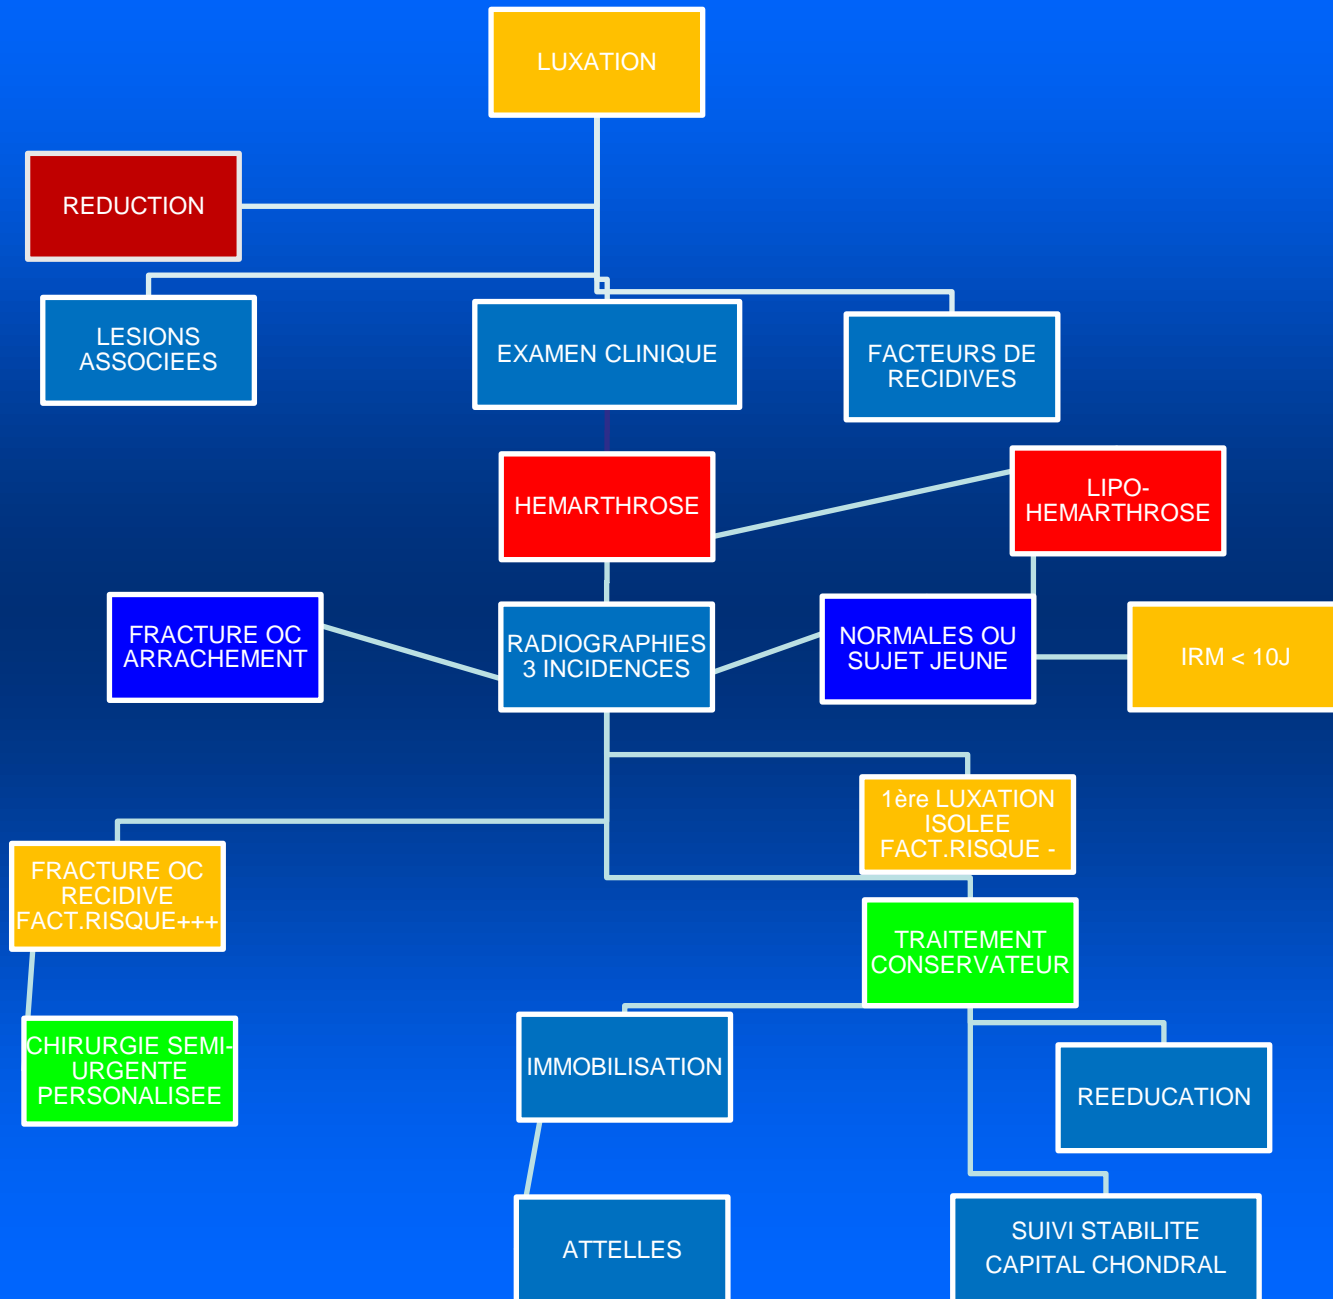 LUXATION
REDUCTION
LESIONS
ASSOCIEES
EXAMEN CLINIQUE
FACTEURS DE
RECIDIVES
HEMARTHROSE
LIPO-
HEMARTHROSE
FRACTURE OC
ARRACHEMENT
RADIOGRAPHIES
3 INCIDENCES
NORMALES OU
SUJET JEUNE
IRM < 10J
1ère LUXATION
ISOLEE
FACT.RISQUE -
FRACTURE OC
RECIDIVE
FACT.RISQUE+++
TRAITEMENT
CONSERVATEUR
CHIRURGIE SEMI-
URGENTE
PERSONALISEE
IMMOBILISATION
REEDUCATION
ATTELLES
SUIVI STABILITE
CAPITAL CHONDRAL